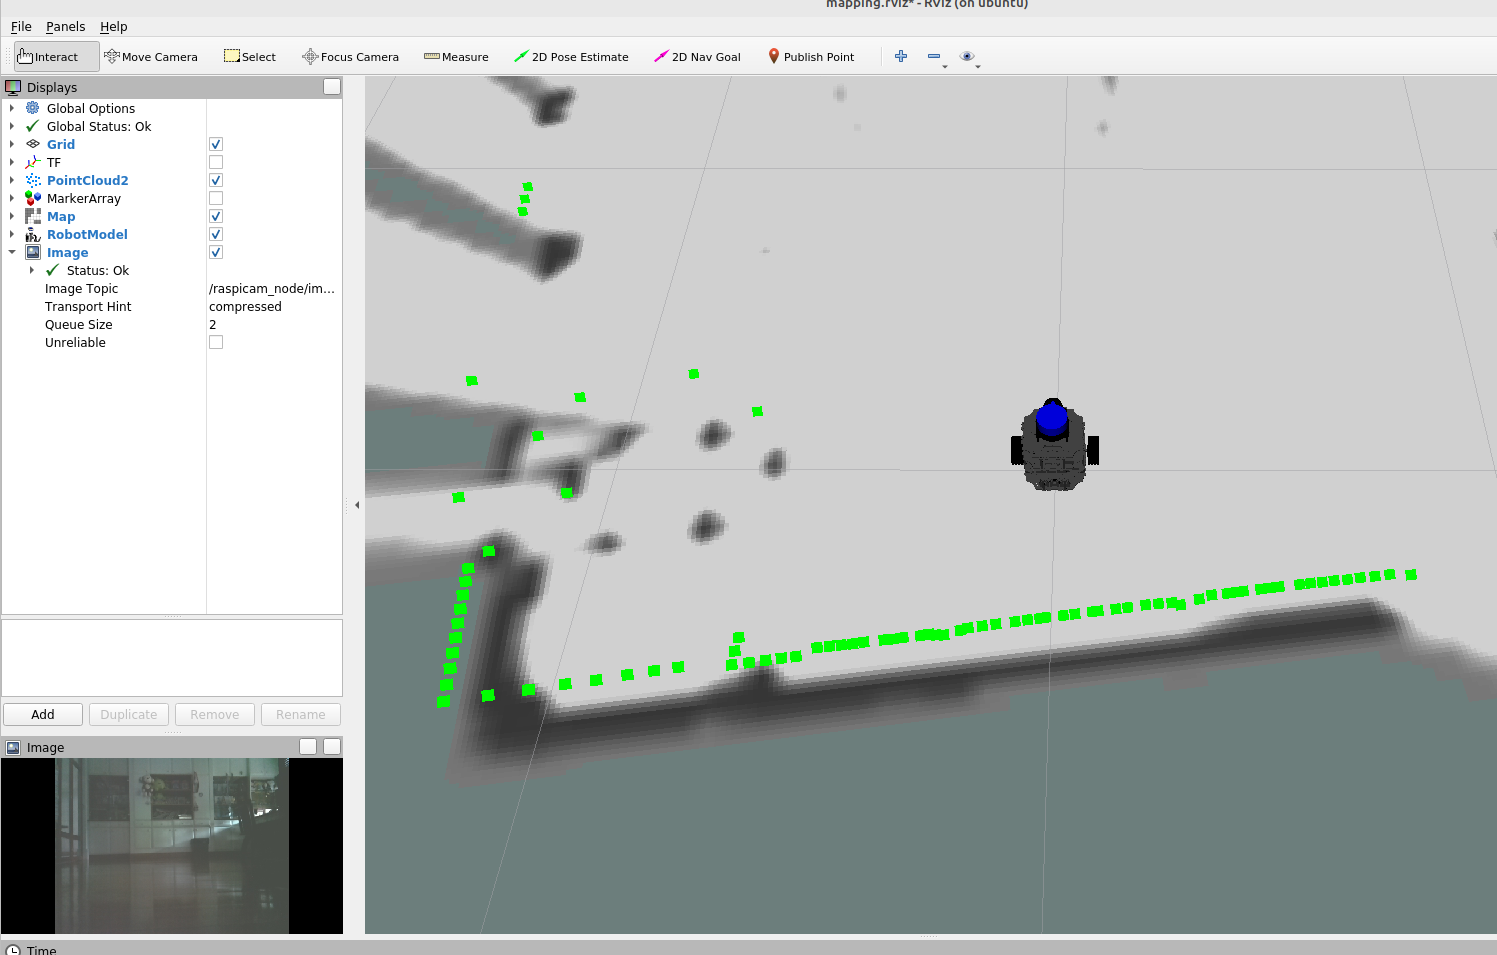 mapping.rviz* - RViz (on ubuntu)
File Panels Help
Interact Move Camera Select Focus Camera Measure 2D Pose Estimate 2D Nav Goal Publish Point
Displays
Global Options
Global Status: Ok
Grid
TF
PointCloud2
MarkerArray
Map
RobotModel
Image
Status: Ok
Image Topic /raspicam_node/im...
Transport Hint compressed
Queue Size 2
Unreliable
Add Duplicate Remove Rename
Image
Time